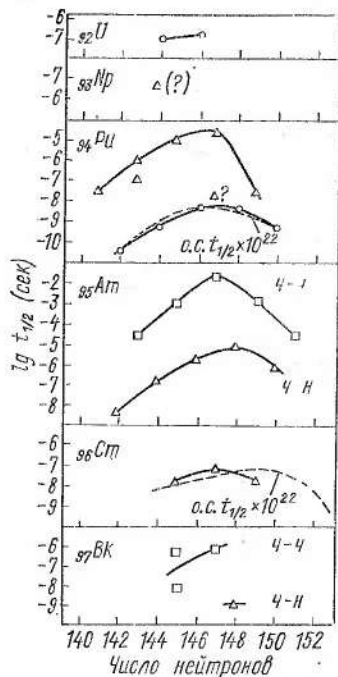 -6
-7
₉₂U
-7
-6
₉₃Np
(?)
-5
-6
-7
-8
-9
-10
₉₄Pu
?
о.с. t₁/₂×10²²
lg t₁/₂ (сек)
-2
-3
-4
-5
-6
-7
-8
₉₅Am
ч-ч
ч-н
-6
-7
-8
-9
₉₆Cm
о.с. t₁/₂×10²²
-6
-7
-8
-9
₉₇Bk
ч-ч
ч-н
140 142 144 146 148 150 152
Число нейтронов